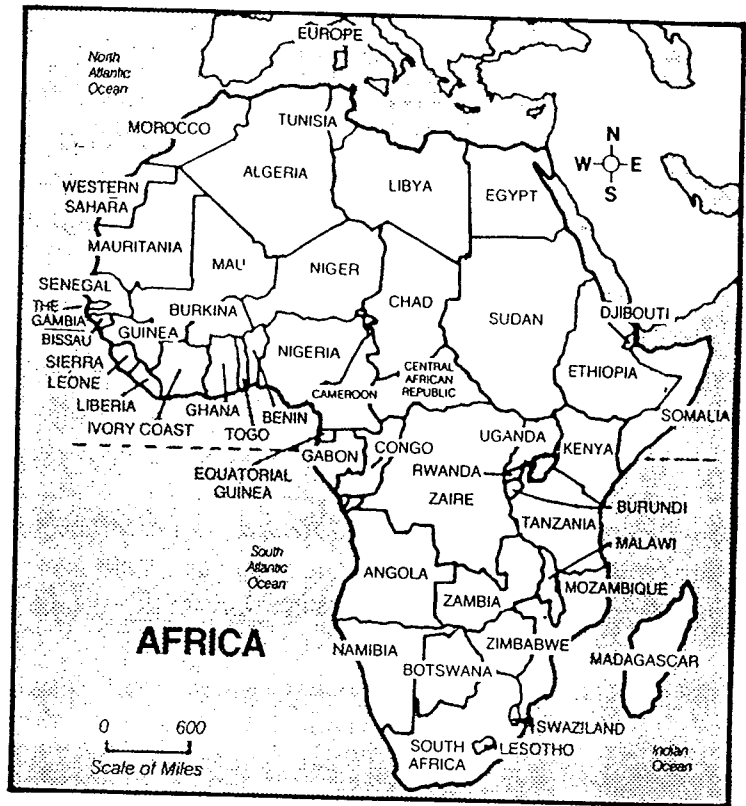 EUROPE
North
Atlantic
Ocean
TUNISIA
MOROCCO
N
W E
S
ALGERIA
LIBYA
EGYPT
WESTERN
SAHARA
MAURITANIA
MAU
NIGER
SENEGAL
THE
GAMBIA
BISSAU
GUINEA
BURKINA
CHAD
SUDAN
DJIBOUTI
NIGERIA
SIERRA
LEONE
CENTRAL
AFRICAN
REPUBLIC
ETHIOPIA
LIBERIA
CAMEROON
GHANA
BENIN
SOMALIA
IVORY COAST
TOGO
UGANDA
KENYA
GABON
CONGO
EQUATORIAL
GUINEA
RWANDA
ZAIRE
BURUNDI
TANZANIA
MALAWI
South
Atlantic
Ocean
ANGOLA
MOZAMBIQUE
ZAMBIA
AFRICA
NAMIBIA
ZIMBABWE
MADAGASCAR
BOTSWANA
0 600
Scale of Miles
SWAZILAND
SOUTH
AFRICA
LESOTHO
Indian
Ocean